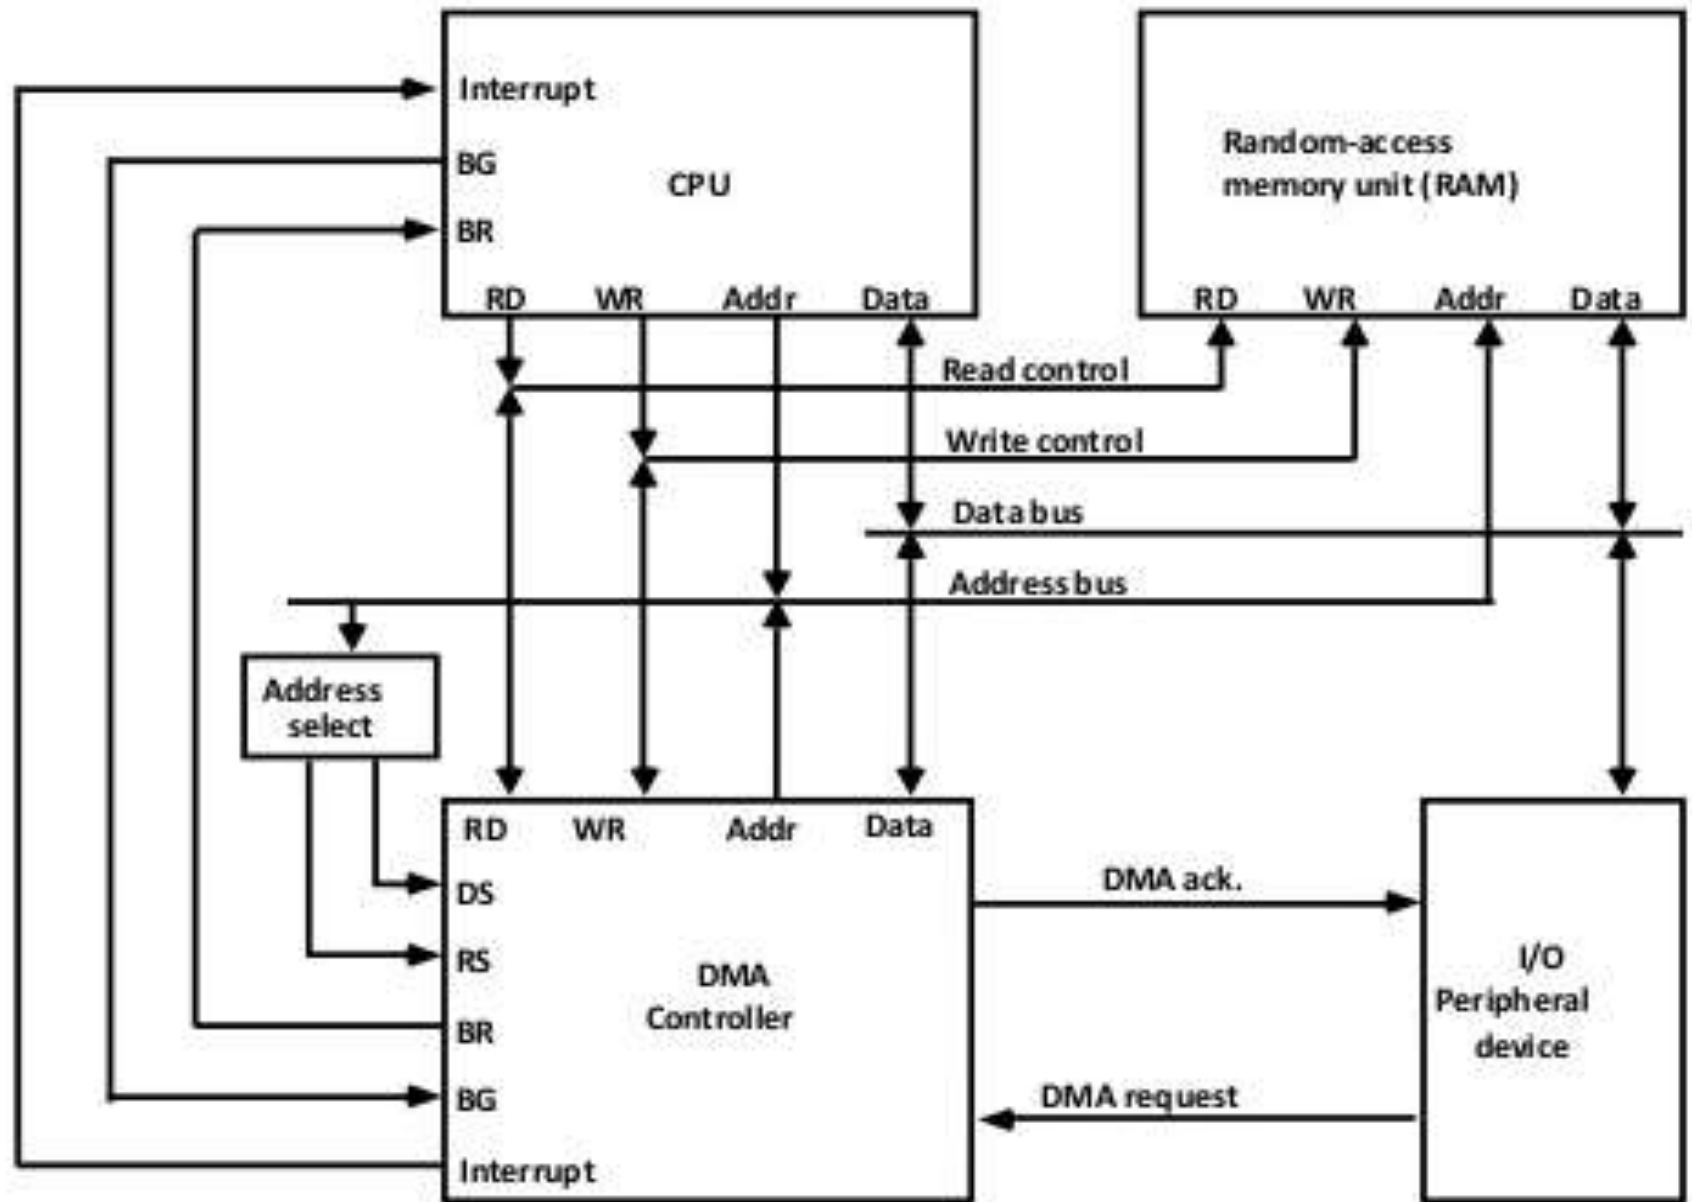 Interrupt
BG
CPU
BR
RD WR Addr Data
Random-access
memory unit (RAM)
RD WR Addr Data
Read control
Write control
Data bus
Address bus
Address
select
RD WR Addr Data
DS
RS
DMA
Controller
BR
BG
Interrupt
DMA ack.
DMA request
I/O
Peripheral
device